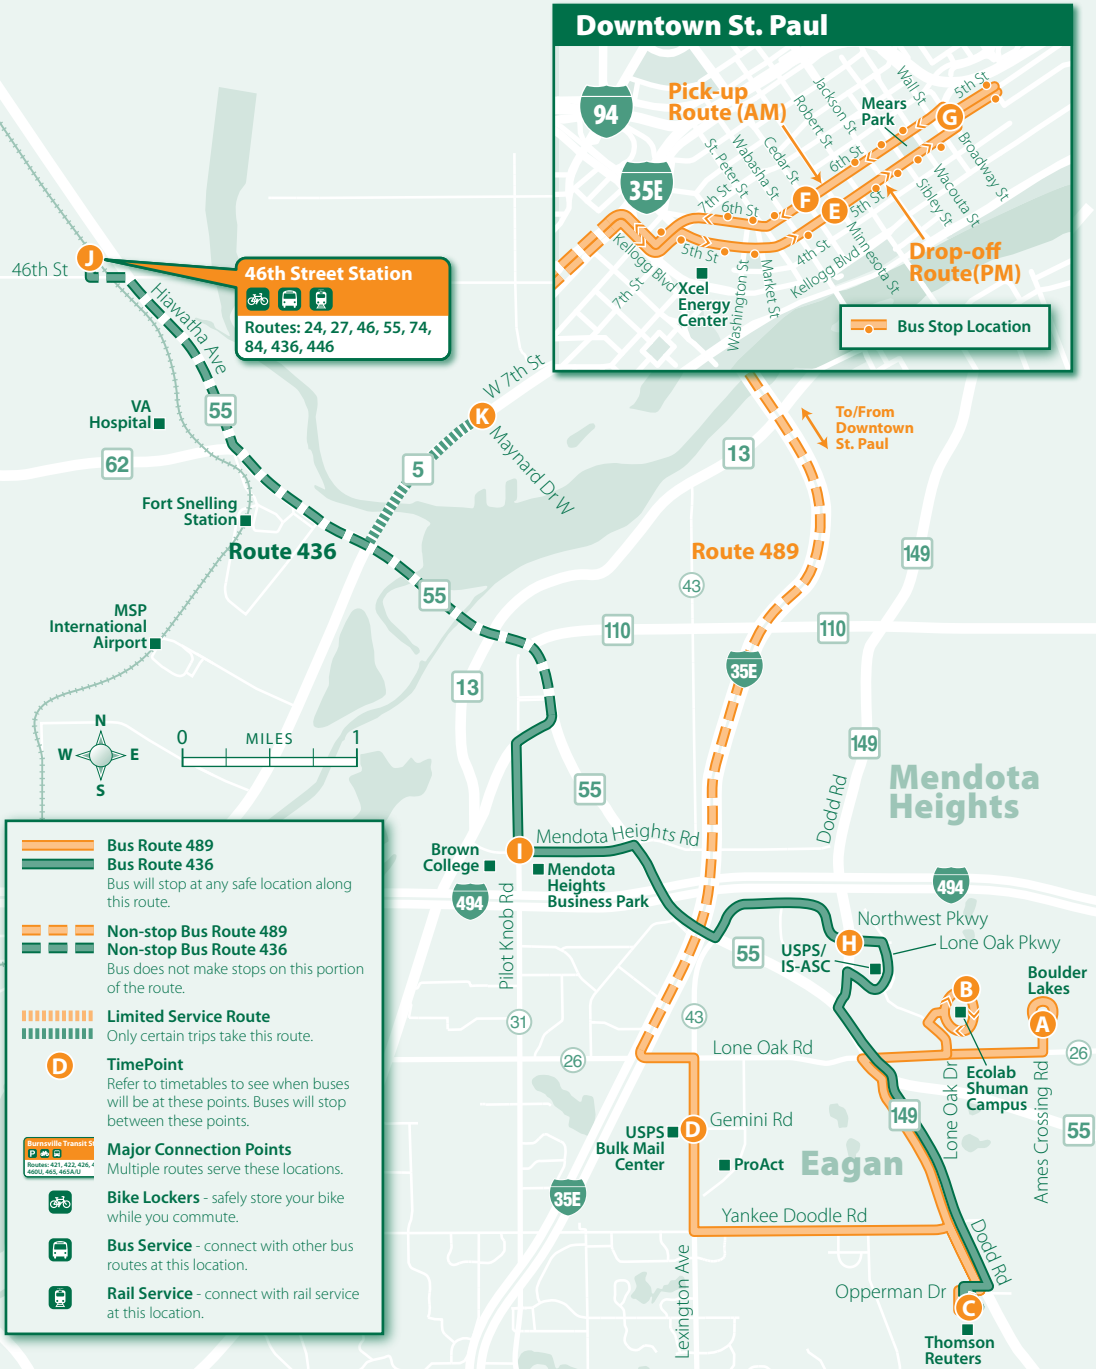 Downtown St. Paul
94
35E
Pick-up
Route (AM)
Jackson St
Robert St
Wall St
5th St
Mears
Park
Cedar St
Wabasha St
St. Peter St
7th St
6th St
6th St
G
F
E
5th St
Broadway St
Wacouta St
Sibley St
Minnesota St
Kellogg Blvd
7th St
5th St
4th St
Kellogg Blvd
Market St
Washington St
Xcel
Energy
Center
Drop-off
Route(PM)
Bus Stop Location
46th St
J
46th Street Station
Routes: 24, 27, 46, 55, 74,
84, 436, 446
Hiawatha Ave
VA
Hospital
55
62
W 7th St
K
Maynard Dr W
5
Fort Snelling
Station
Route 436
55
MSP
International
Airport
13
To/From
Downtown
St. Paul
Route 489
149
43
110
110
35E
13
N
W
E
S
0
MILES
1
149
Mendota
Heights
55
Dodd Rd
Mendota Heights Rd
Brown
College
I
Mendota
Heights
Business Park
494
494
Pilot Knob Rd
Northwest Pkwy
H
Lone Oak Pkwy
USPS/
IS-ASC
55
Boulder
Lakes
B
A
31
43
26
Lone Oak Rd
26
Ecolab
Shuman
Campus
Lone Oak Dr
Ames Crossing Rd
149
55
Gemini Rd
D
USPS
Bulk Mail
Center
ProAct
Eagan
35E
Yankee Doodle Rd
Lexington Ave
Dodd Rd
Opperman Dr
C
Thomson
Reuters
Bus Route 489
Bus Route 436
Bus will stop at any safe location along
this route.
Non-stop Bus Route 489
Non-stop Bus Route 436
Bus does not make stops on this portion
of the route.
Limited Service Route
Only certain trips take this route.
D
TimePoint
Refer to timetables to see when buses
will be at these points. Buses will stop
between these points.
Burnsville Transit St
P
Routes: 421, 422, 426, 4
460U, 465, 465A/U
Major Connection Points
Multiple routes serve these locations.
Bike Lockers - safely store your bike
while you commute.
Bus Service - connect with other bus
routes at this location.
Rail Service - connect with rail service
at this location.